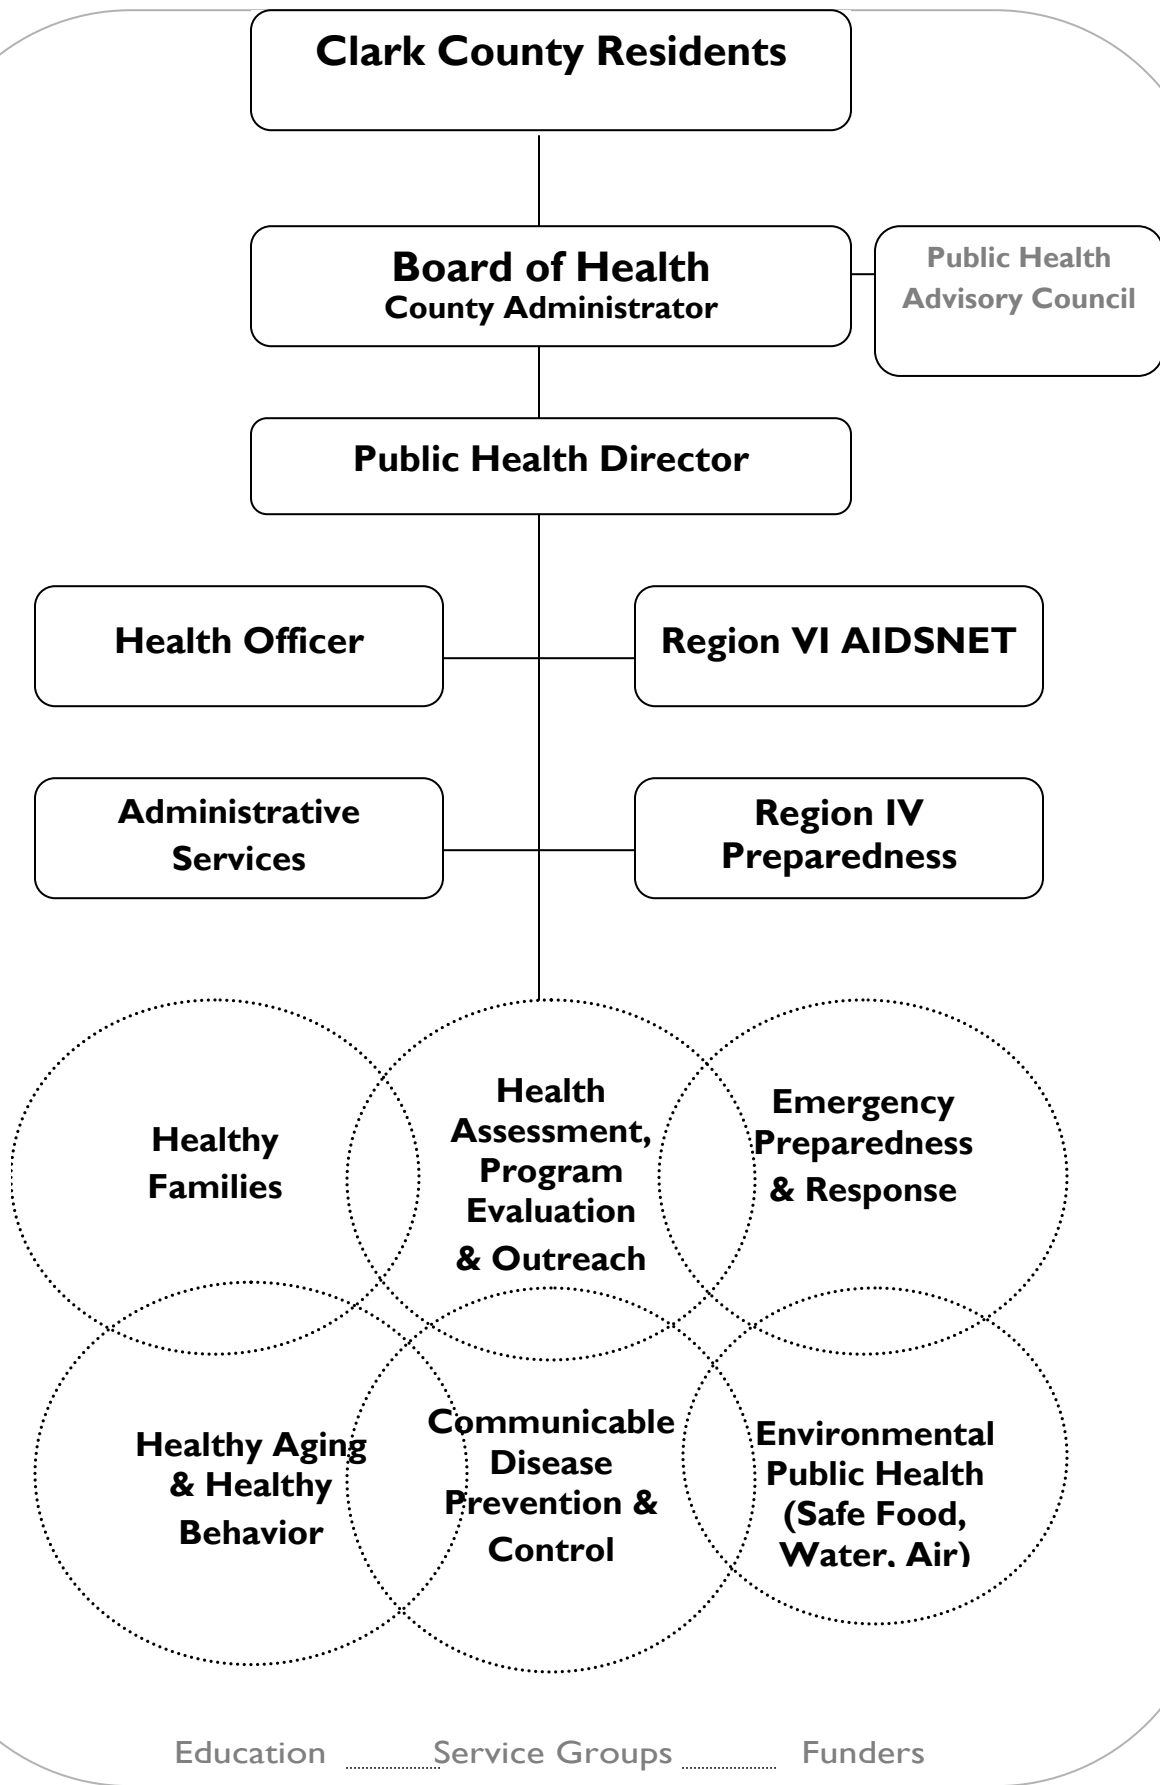 Clark County Residents
Board of Health
County Administrator
Public Health
Advisory Council
Public Health Director
Health Officer
Region VI AIDSNET
Administrative
Services
Region IV
Preparedness
Healthy
Families
Health
Assessment,
Program
Evaluation
& Outreach
Emergency
Preparedness
& Response
Healthy Aging
& Healthy
Behavior
Communicable
Disease
Prevention &
Control
Environmental
Public Health
(Safe Food,
Water, Air)
Education ........ Service Groups ........ Funders